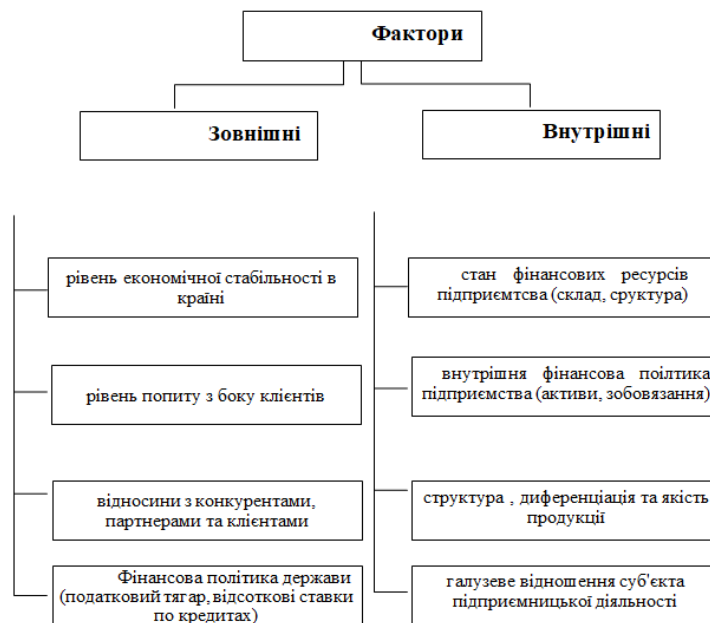 Фактори
Зовнішні
Внутрішні
рівень економічної стабільності в
країні
рівень попиту з боку клієнтів
відносини з конкурентами,
партнерами та клієнтами
Фінансова політика держави
(податковий тягар, відсоткові ставки
по кредитах)
стан фінансових ресурсів
підприємтсва (склад, сруктура)
внутрішня фінансова поілтика
підприємства (активи, зобовязання)
структура , диференціація та якість
продукції
галузеве відношення суб'єкта
підприємницької діяльності